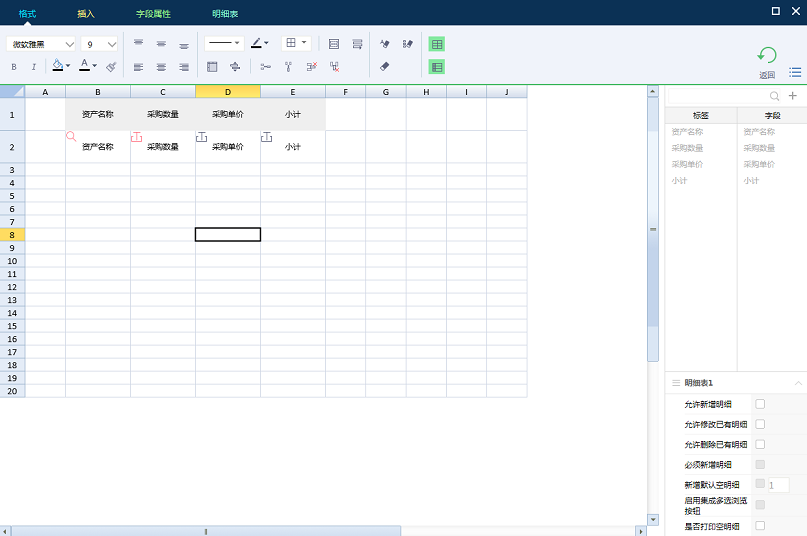 格式 插入 字段属性 明细表
微软雅黑 9
B I A 返回
A B C D E F G H I J
1 资产名称 采购数量 采购单价 小计
2 资产名称 采购数量 采购单价 小计
3
4
5
6
7
8
9
10
11
12
13
14
15
16
17
18
19
20
标签 字段
资产名称 资产名称
采购数量 采购数量
采购单价 采购单价
小计 小计
明细表1
允许新增明细
允许修改已有明细
允许删除已有明细
必须新增明细
新增默认空明细 1
启用集成多选浏览
按钮
是否打印空明细